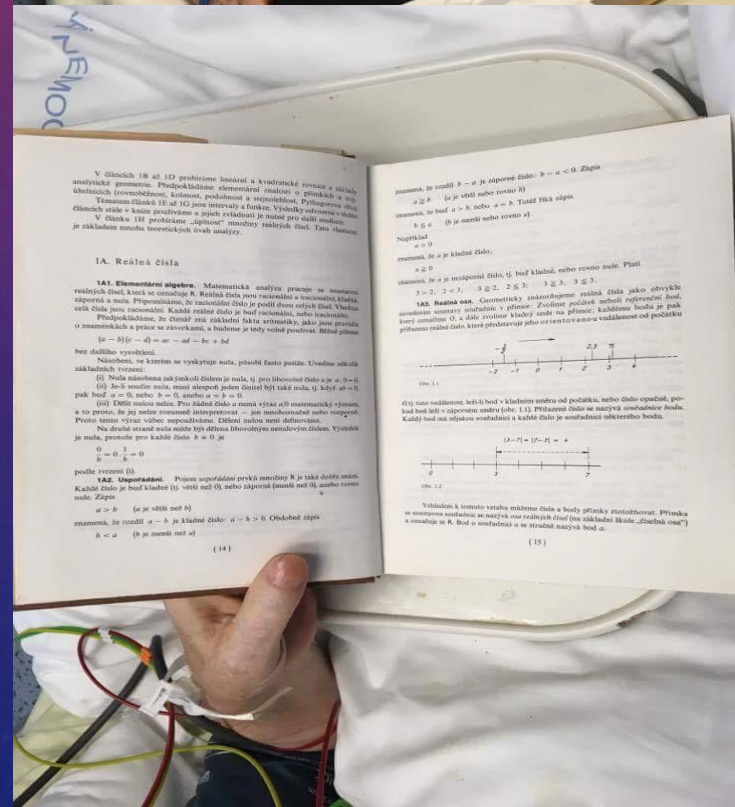 ÁNEMOC
V článcích 1B až 1D probíráme lineární a kvadratické rovnice a základy
analytické geometrie. Předpokládáme elementární znalosti o přímkách a troj-
úhelnících (rovnoběžnost, kolmost, podobnost a stejnolehlost, Pythagorova věta).
Tématem článků 1E až 1G jsou intervaly a funkce. Výsledky odvozené v těchto
článcích stále v knize používáme a jejich zvládnutí je nutné pro další studium.
V článku 1H probíráme „úplnost“ množiny reálných čísel. Tato vlastnost
je základem mnoha teoretických úvah analýzy.
1A. Reálná čísla
1A1. Elementární algebra. Matematická analýza pracuje se soustavou
reálných čísel, která se označuje R. Reálná čísla jsou racionální a iracionální, kladná,
záporná a nula. Připomínáme, že racionální číslo je podíl dvou celých čísel. Všechna
celá čísla jsou racionální. Každé reálné číslo je buď racionální, nebo iracionální.
Předpokládáme, že čtenář zná základní fakta aritmetiky, jako jsou pravidla
o znaménkách a práce se závorkami, a budeme je tedy volně používat. Běžně píšeme
(a − b)(c − d) = ac − ad − bc + bd
bez dalšího vysvětlení.
Násobení, ve kterém se vyskytuje nula, působí často potíže. Uveďme několik
základních tvrzení:
(i) Nula násobena jakýmkoli číslem je nula, tj. pro libovolné číslo a je a . 0 = 0
(ii) Je-li součin nula, musí alespoň jeden činitel být také nula, tj. když ab = 0,
pak buď a = 0, nebo b = 0, anebo a = b = 0.
(iii) Dělit nulou nelze. Pro žádné číslo a nemá výraz a/0 matematický význam,
a to proto, že jej nelze rozumně interpretovat — jen mnohoznačně nebo rozporně.
Proto tento výraz vůbec nepoužíváme. Dělení nulou není definováno.
Na druhé straně nula může být dělena libovolným nenulovým číslem. Výsledek
je nula, protože pro každé číslo b ≠ 0 je
0/b = 0 . 1/b = 0
podle tvrzení (i).
1A2. Uspořádání. Pojem uspořádání prvků množiny R je také dobře znám.
Každé číslo je buď kladné (tj. větší než 0), nebo záporné (menší než 0), anebo rovno
nule. Zápis
a > b (a je větší než b)
znamená, že rozdíl a − b je kladné číslo: a − b > 0. Obdobně zápis
b < a (b je menší než a)
(14)
znamená, že rozdíl b − a je záporné číslo: b − a < 0. Zápis
a ≧ b (a je větší nebo rovno b)
znamená, že buď a > b, nebo a = b. Totéž říká zápis
b ≦ a (b je menší nebo rovno a)
Například
a > 0
znamená, že a je kladné číslo;
a ≧ 0
znamená, že a je nezáporné číslo, tj. buď kladné, nebo rovno nule. Platí
3 > 2, 2 < 3; 3 ≧ 2, 2 ≦ 3; 3 ≧ 3, 3 ≦ 3.
1A3. Reálná osa. Geometricky znázorňujeme reálná čísla jako obvykle
zavedením soustavy souřadnic v přímce: Zvolíme počátek neboli referenční bod,
který označíme O, a dále zvolíme kladný směr na přímce, každému bodu je pak
přiřazeno reálné číslo, které představuje jeho orientovanou vzdálenost od počátku
2,3 π
-2 -1 0 1 2 3 4
Obr. 1.1
O (tj. tuto vzdálenost, leží-li bod v kladném směru od počátku, nebo číslo opačné, po-
kud bod leží v záporném směru (obr. 1.1). Přiřazené číslo se nazývá souřadnice bodu.
Každý bod má nějakou souřadnici a každé číslo je souřadnicí některého bodu.
|3−7| = |7−3| = 4
0 3 7
Obr. 1.2
Vzhledem k tomuto vztahu můžeme čísla a body přímky ztotožňovat. Přímka
se soustavou souřadnic se nazývá osa reálných čísel (na základní škole „číselná osa“)
a označuje se R. Bod o souřadnici a se stručně nazývá bod a.
(15)